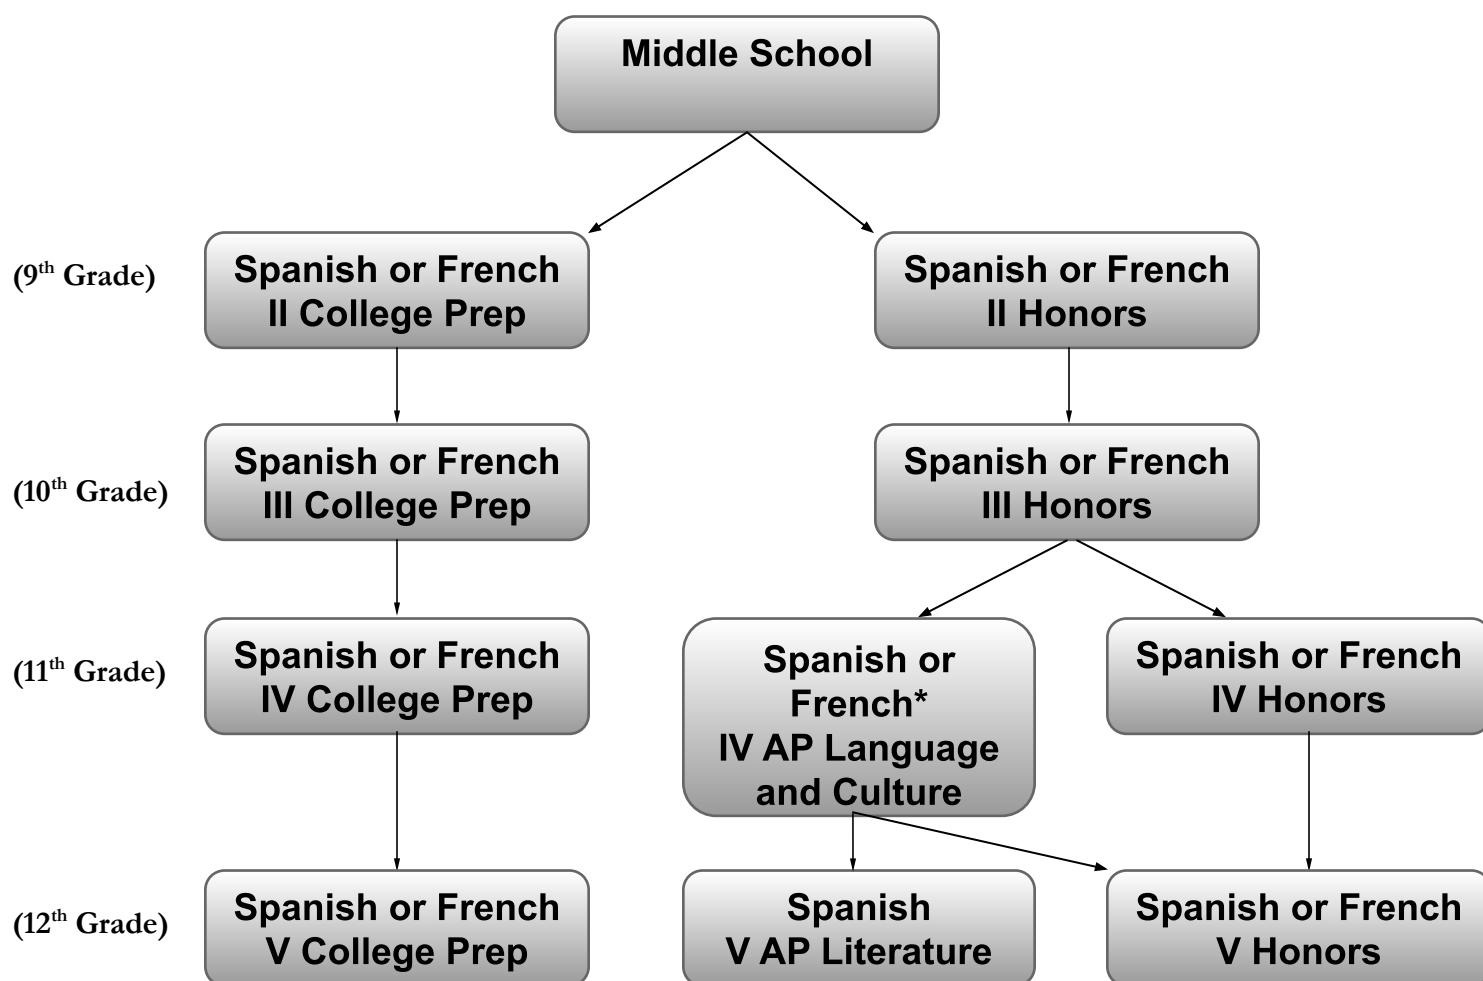 Middle School
(9th Grade)
Spanish or French
II College Prep
Spanish or French
II Honors
(10th Grade)
Spanish or French
III College Prep
Spanish or French
III Honors
(11th Grade)
Spanish or French
IV College Prep
Spanish or
French*
IV AP Language
and Culture
Spanish or French
IV Honors
(12th Grade)
Spanish or French
V College Prep
Spanish
V AP Literature
Spanish or French
V Honors